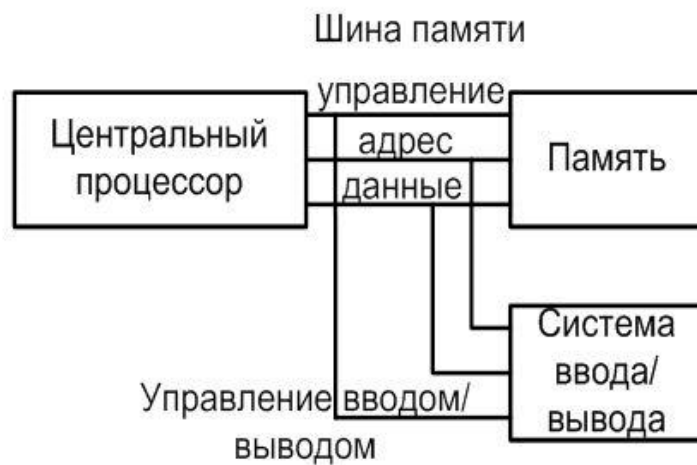 Шина памяти
управление
Центральный
процессор
адрес
данные
Память
Система
ввода/
вывода
Управление вводом/
выводом